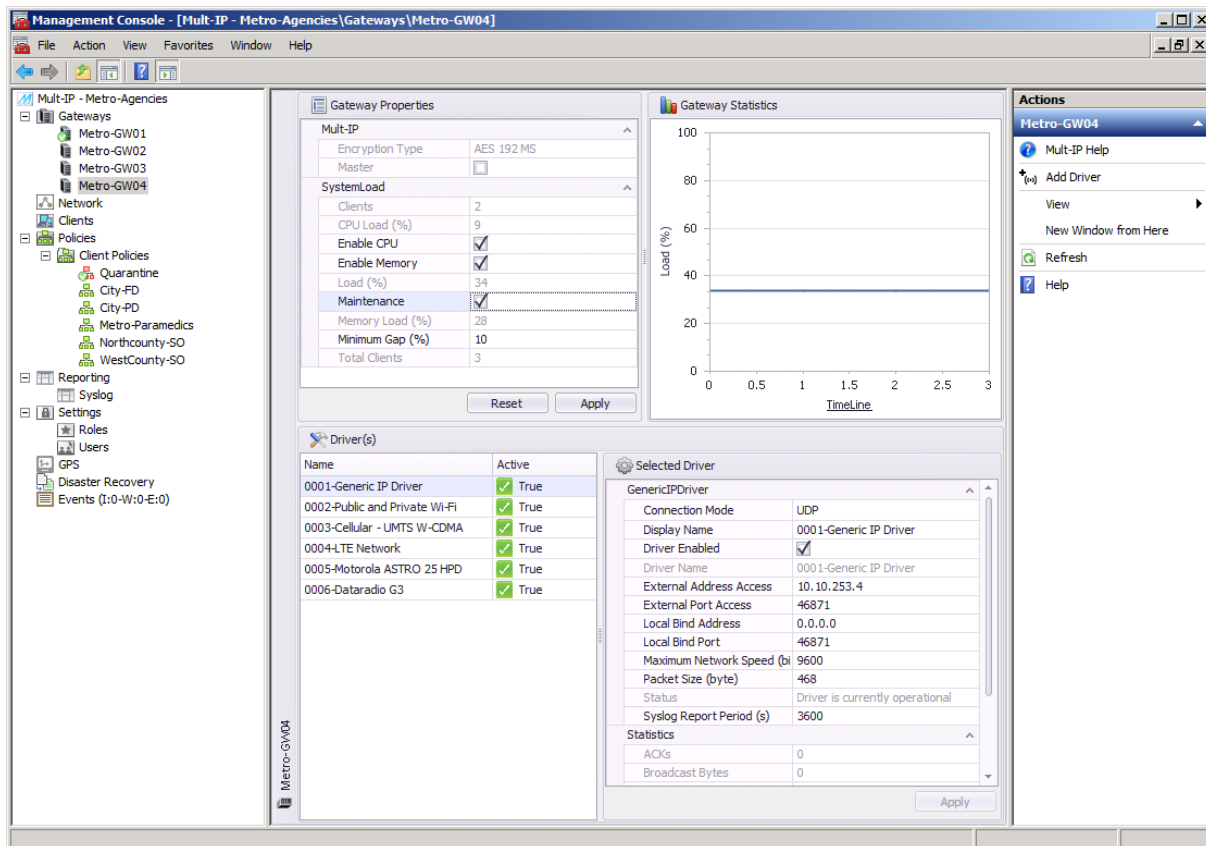 Management Console - [Mult-IP - Metro-Agencies\Gateways\Metro-GW04]
File Action View Favorites Window Help
Mult-IP - Metro-Agencies
Gateways
Metro-GW01
Metro-GW02
Metro-GW03
Metro-GW04
Network
Clients
Policies
Client Policies
Quarantine
City-FD
City-PD
Metro-Paramedics
Northcounty-SO
WestCounty-SO
Reporting
Syslog
Settings
Roles
Users
GPS
Disaster Recovery
Events (I:0-W:0-E:0)
Metro-GW04
Gateway Properties
Mult-IP
Encryption Type AES 192 MS
Master
SystemLoad
Clients 2
CPU Load (%) 9
Enable CPU
Enable Memory
Load (%) 34
Maintenance
Memory Load (%) 28
Minimum Gap (%) 10
Total Clients 3
Reset Apply
Gateway Statistics
100
80
60
40
20
0
Load (%)
0 0.5 1 1.5 2 2.5 3
TimeLine
Driver(s)
Name Active
0001-Generic IP Driver True
0002-Public and Private Wi-Fi True
0003-Cellular - UMTS W-CDMA True
0004-LTE Network True
0005-Motorola ASTRO 25 HPD True
0006-Dataradio G3 True
Selected Driver
GenericIPDriver
Connection Mode UDP
Display Name 0001-Generic IP Driver
Driver Enabled
Driver Name 0001-Generic IP Driver
External Address Access 10.10.253.4
External Port Access 46871
Local Bind Address 0.0.0.0
Local Bind Port 46871
Maximum Network Speed (bi 9600
Packet Size (byte) 468
Status Driver is currently operational
Syslog Report Period (s) 3600
Statistics
ACKs 0
Broadcast Bytes 0
Apply
Actions
Metro-GW04
Mult-IP Help
Add Driver
View
New Window from Here
Refresh
Help